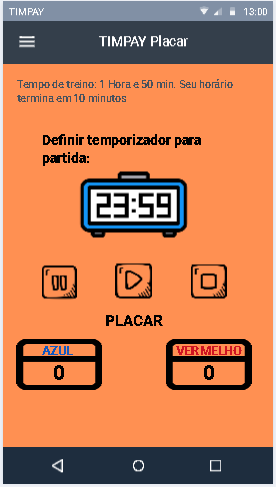 TIMPAY 13:00
TIMPAY Placar
Tempo de treino: 1 Hora e 50 min. Seu horário
termina em 10 minutos
Definir temporizador para
partida:
23:59
PLACAR
AZUL VERMELHO
0 0